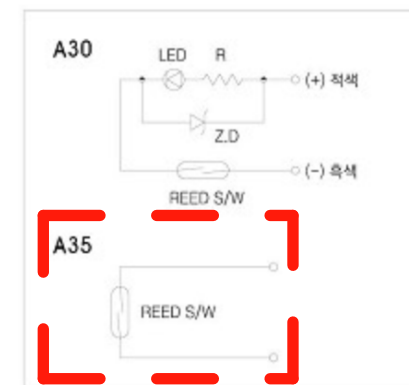 A30
LED R
(+) 적색
Z.D
(-) 흑색
REED S/W
A35
REED S/W